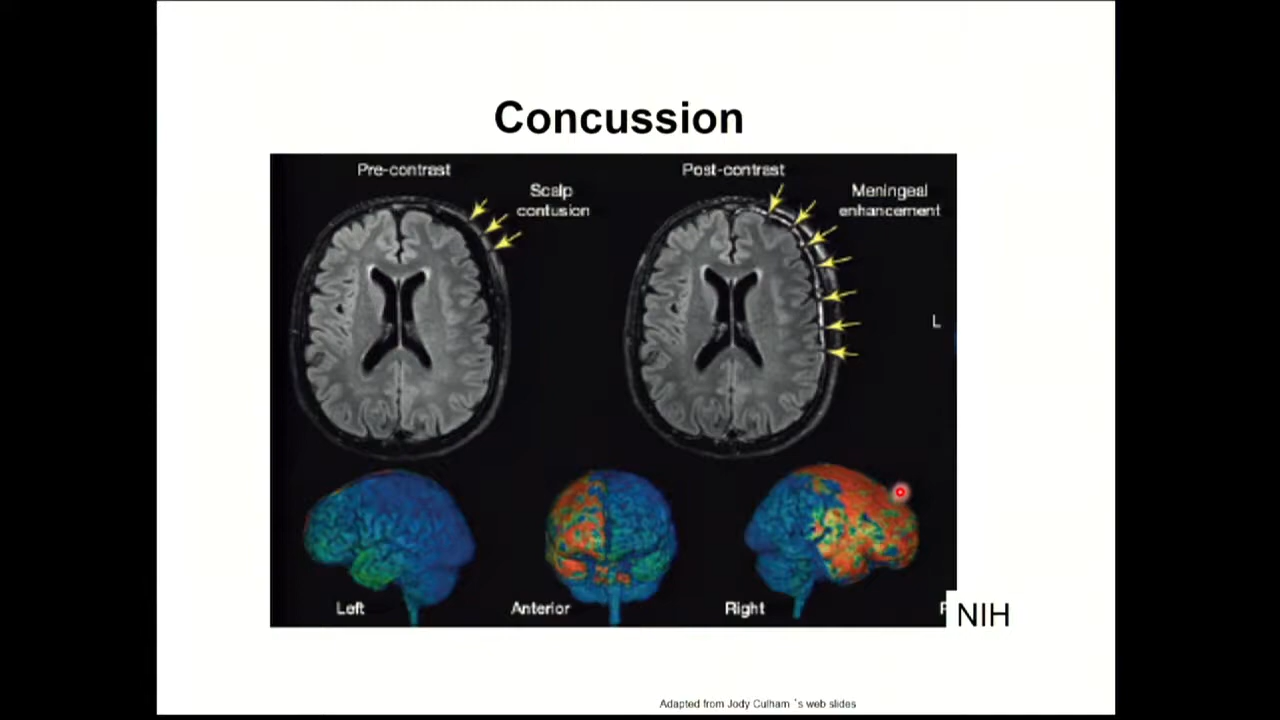 Concussion
Pre-contrast
Post-contrast
Scalp
contusion
Meningeal
enhancement
L
Left
Anterior
Right
NIH
Adapted from Jody Culham `s web slides